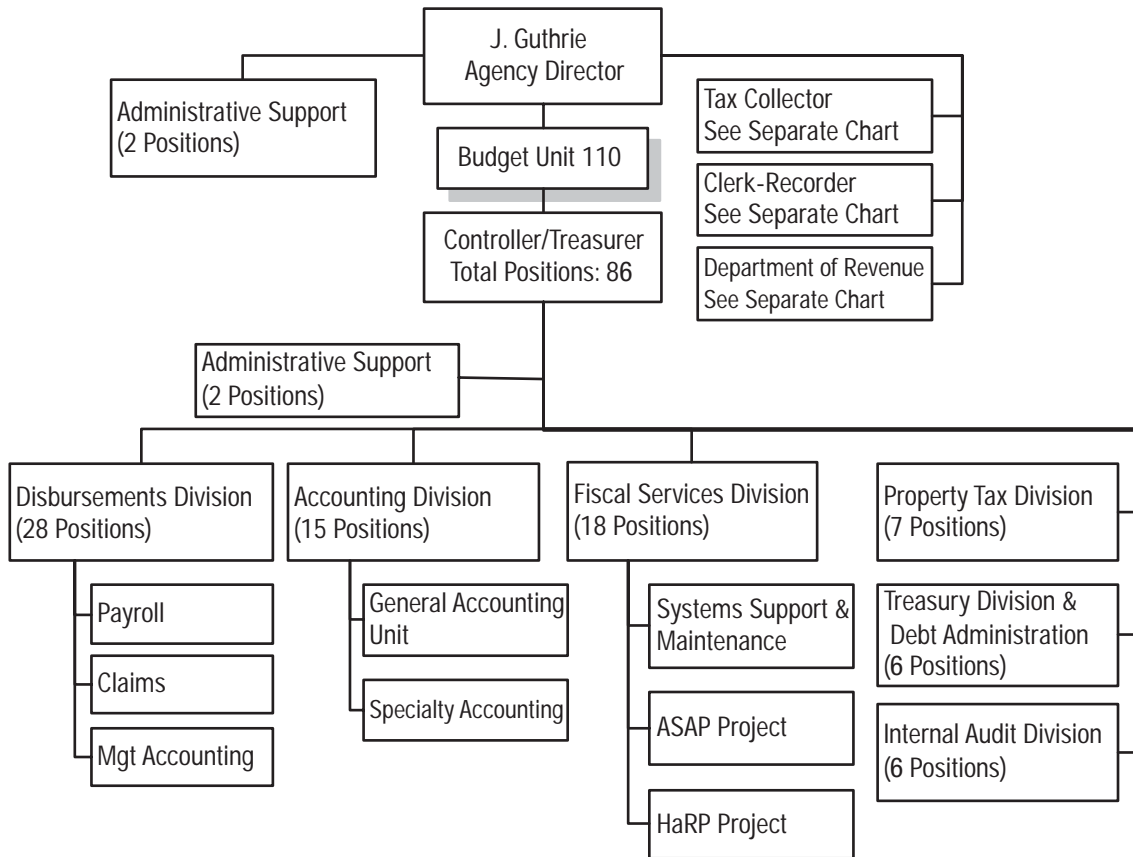 J. Guthrie
Agency Director
Administrative Support
(2 Positions)
Tax Collector
See Separate Chart
Budget Unit 110
Clerk-Recorder
See Separate Chart
Controller/Treasurer
Total Positions: 86
Department of Revenue
See Separate Chart
Administrative Support
(2 Positions)
Disbursements Division
(28 Positions)
Accounting Division
(15 Positions)
Fiscal Services Division
(18 Positions)
Property Tax Division
(7 Positions)
Payroll
Claims
Mgt Accounting
General Accounting
Unit
Specialty Accounting
Systems Support &
Maintenance
ASAP Project
HaRP Project
Treasury Division &
Debt Administration
(6 Positions)
Internal Audit Division
(6 Positions)